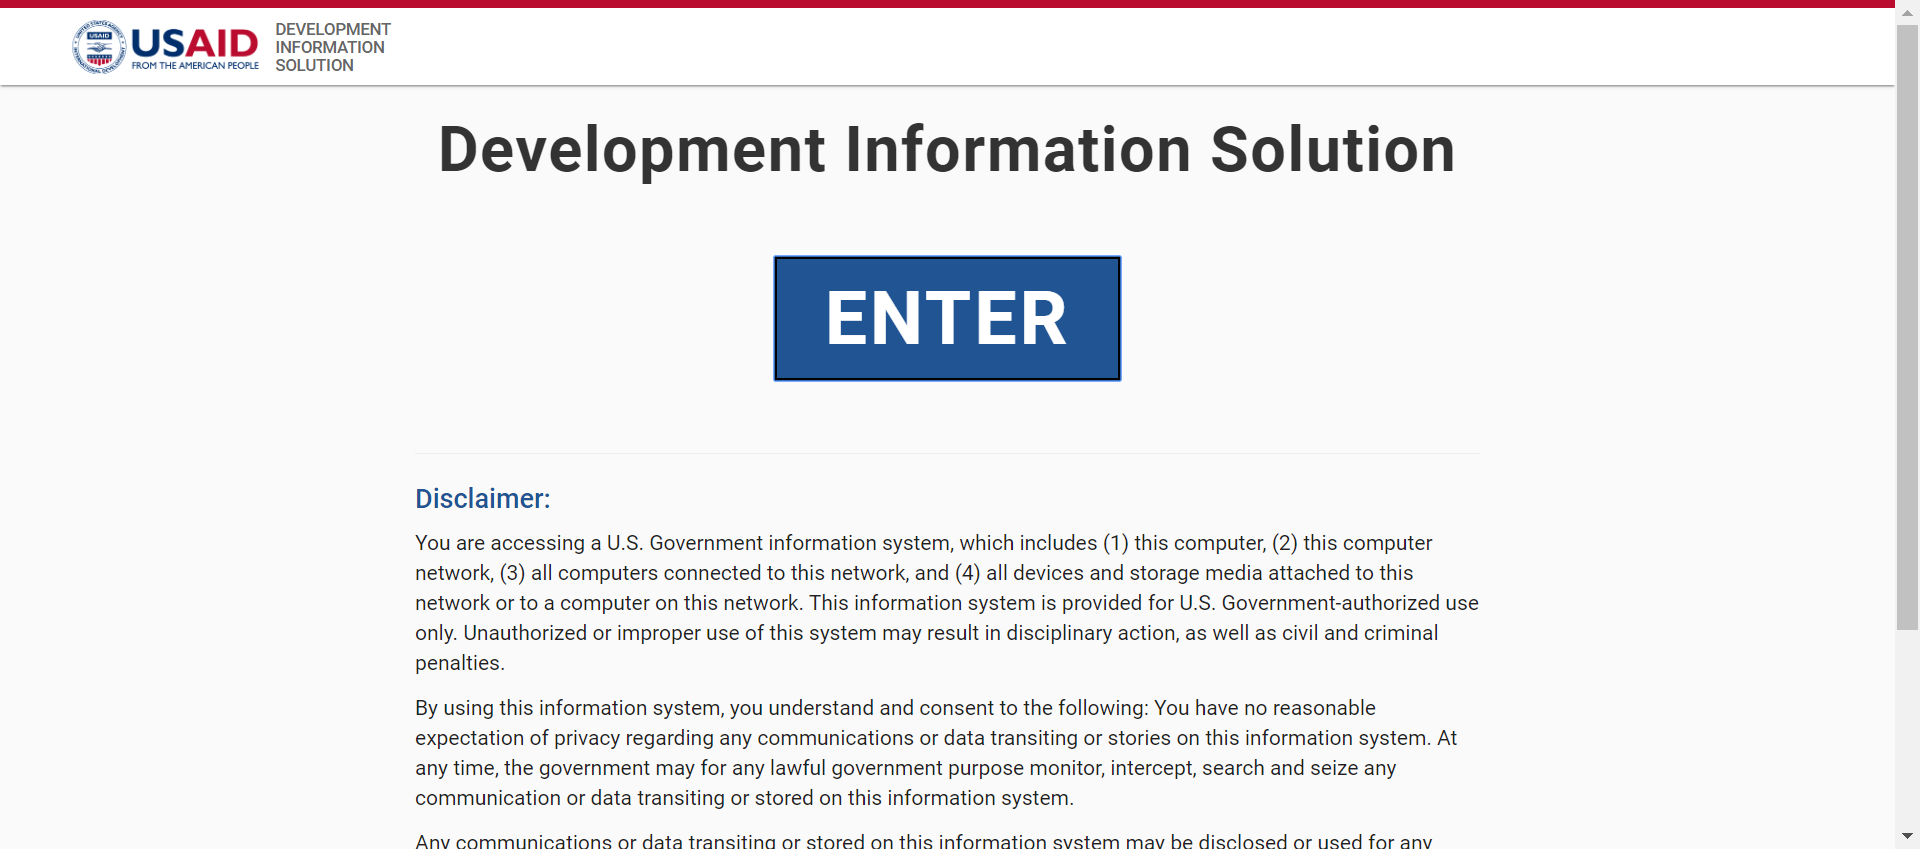 USAID
FROM THE AMERICAN PEOPLE
DEVELOPMENT
INFORMATION
SOLUTION
Development Information Solution
ENTER
Disclaimer:
You are accessing a U.S. Government information system, which includes (1) this computer, (2) this computer
network, (3) all computers connected to this network, and (4) all devices and storage media attached to this
network or to a computer on this network. This information system is provided for U.S. Government-authorized use
only. Unauthorized or improper use of this system may result in disciplinary action, as well as civil and criminal
penalties.
By using this information system, you understand and consent to the following: You have no reasonable
expectation of privacy regarding any communications or data transiting or stories on this information system. At
any time, the government may for any lawful government purpose monitor, intercept, search and seize any
communication or data transiting or stored on this information system.
Any communications or data transiting or stored on this information system may be disclosed or used for any